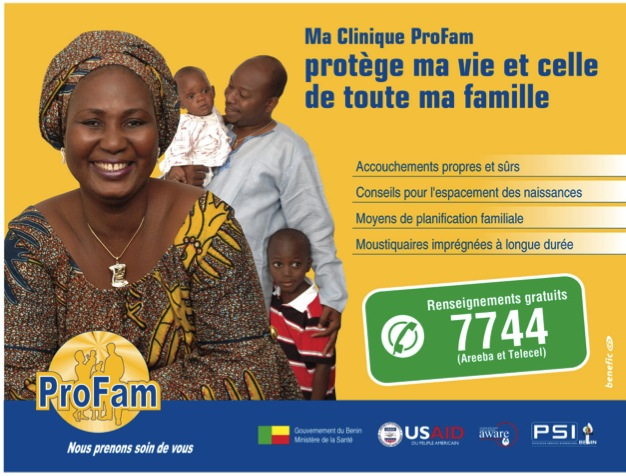 Ma Clinique ProFam
protège ma vie et celle
de toute ma famille
Accouchements propres et sûrs
Conseils pour l'espacement des naissances
Moyens de planification familiale
Moustiquaires imprégnées à longue durée
Renseignements gratuits
7744
(Areeba et Telecel)
benefic
ProFam
Nous prenons soin de vous
Gouvernement du Benin
Ministère de la Santé
USAID
DU PEUPLE AMERICAIN
aware
PSI
BENIN